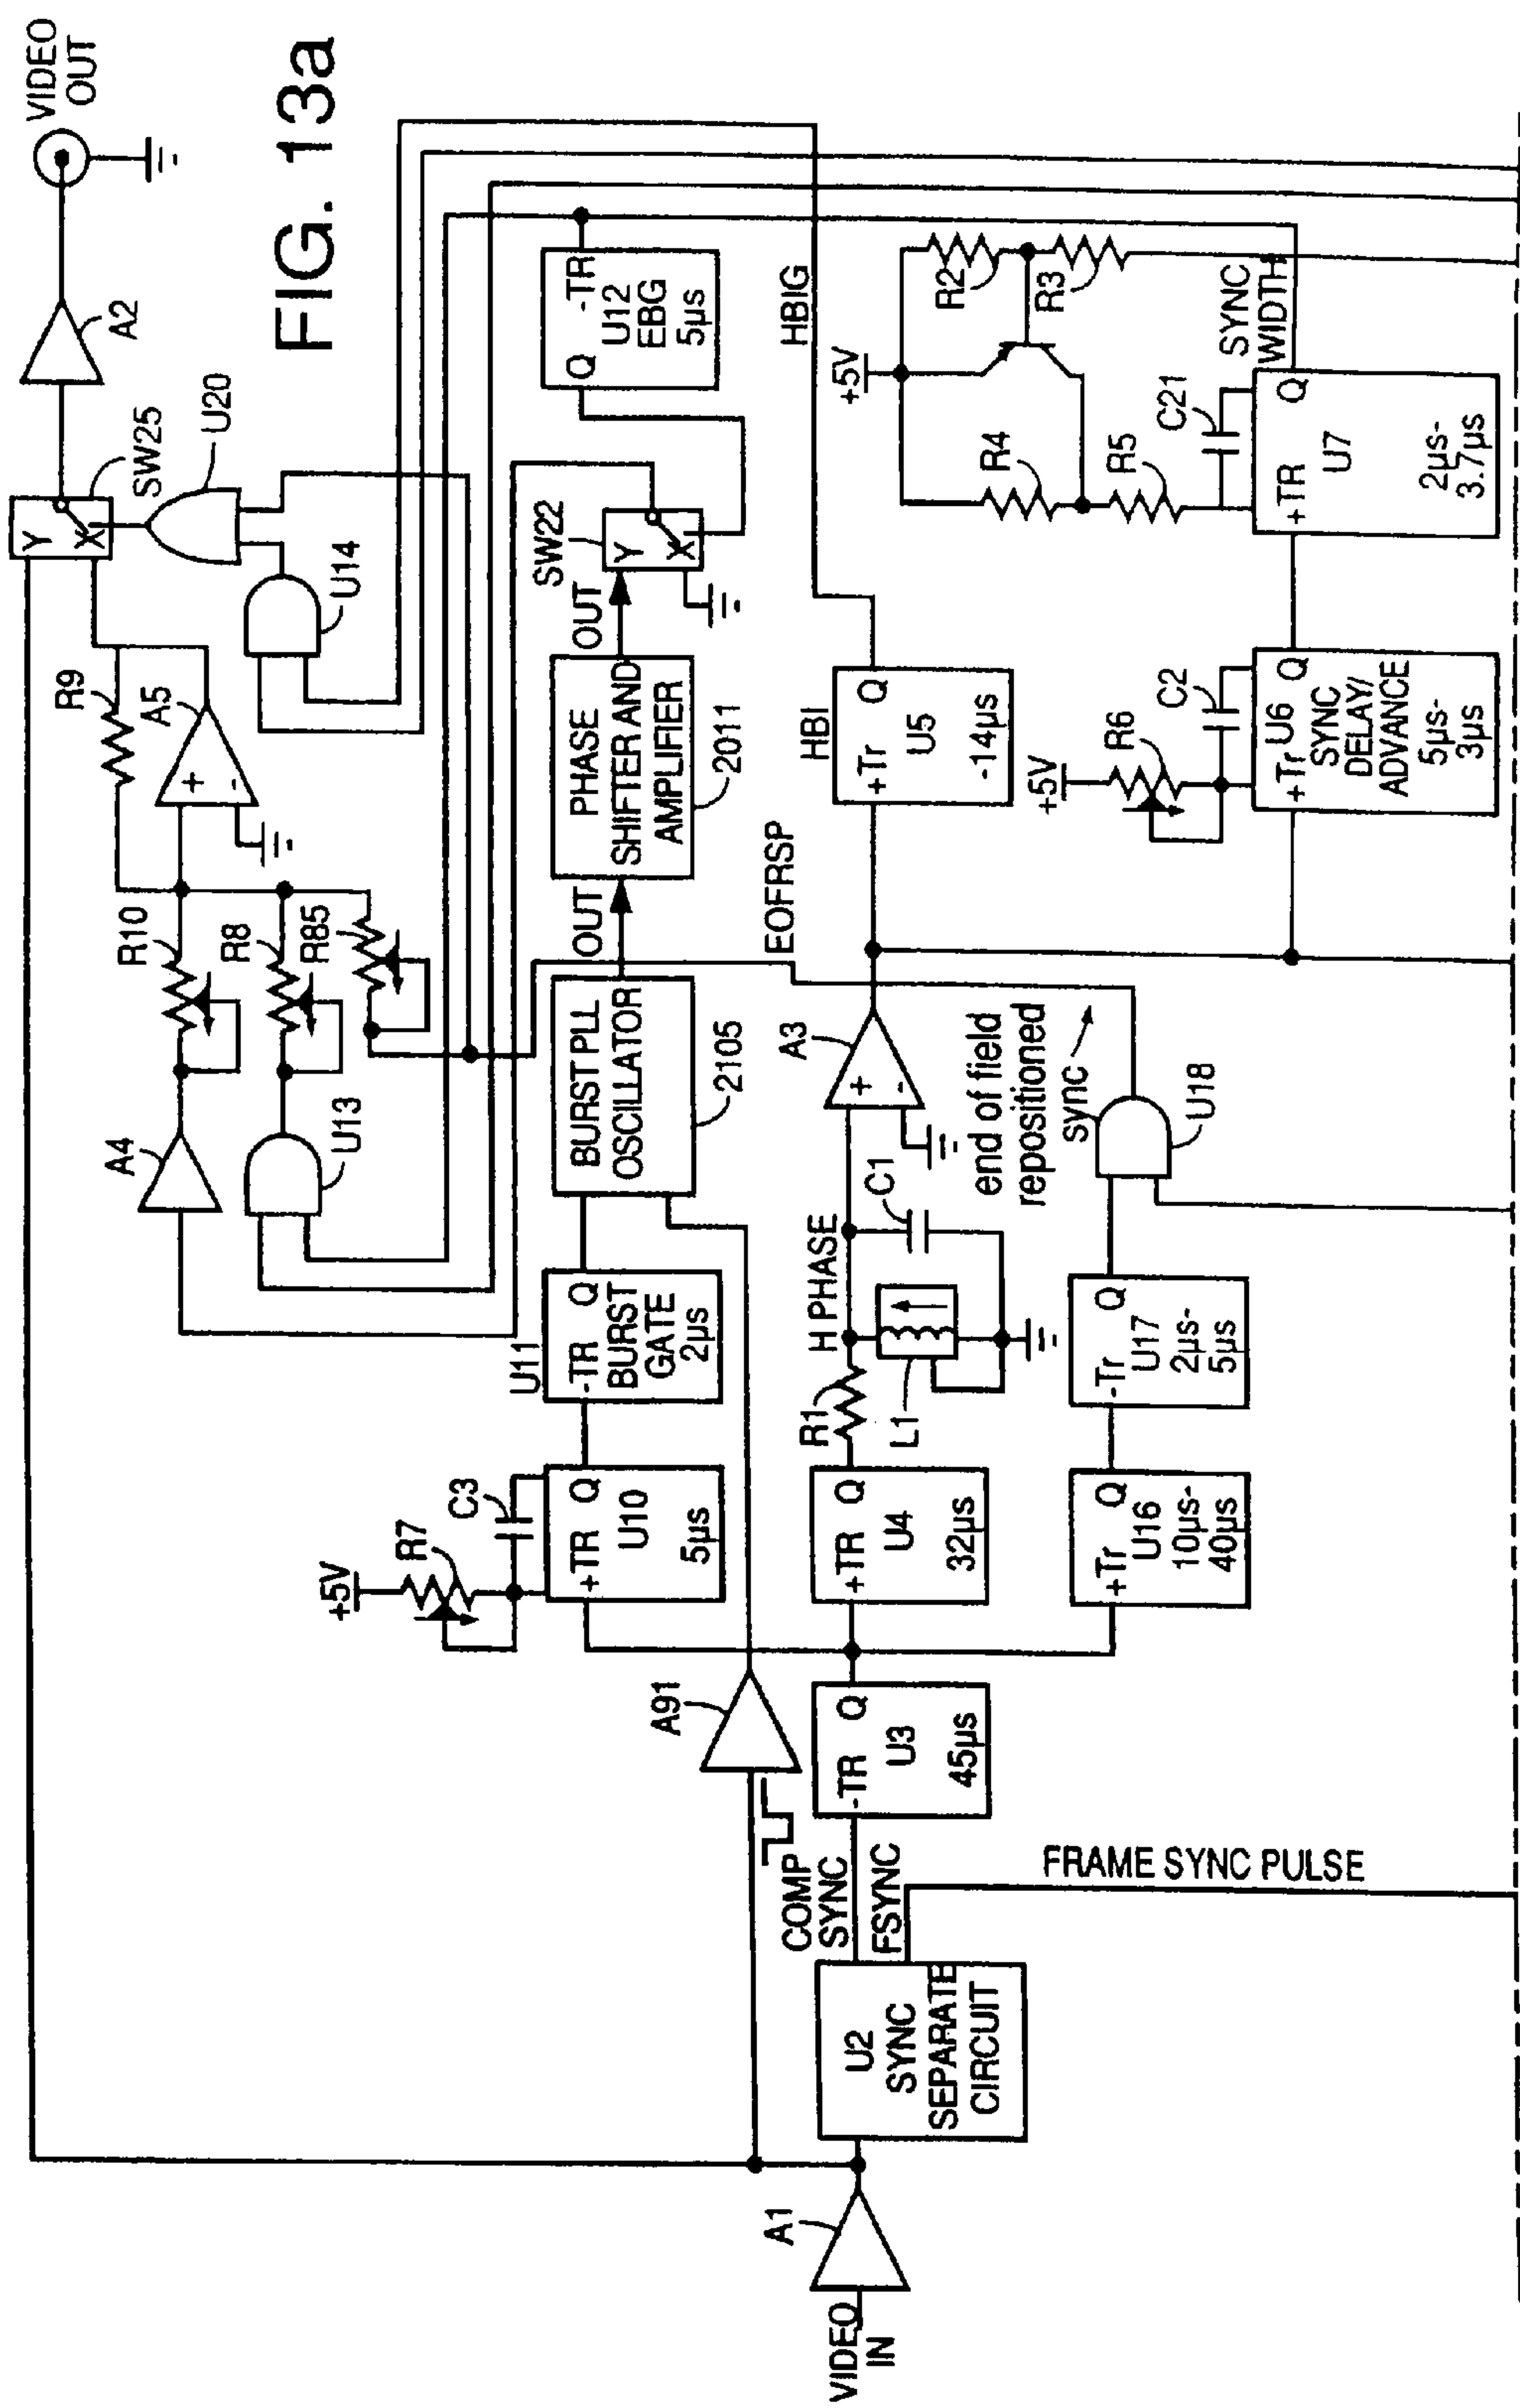 FIG. 13a
VIDEO
OUT
A2
SW25
Y
X
U20
U14
R9
A5
+
-
R10
R8
R85
A4
U13
VIDEO
IN
A1
U2
SYNC
SEPARATE
CIRCUIT
COMP
SYNC
FSYNC
FRAME SYNC PULSE
A91
-TR Q
U3
45µs
+5V
R7
C3
+TR Q
U10
5µs
U11
-TR Q
BURST
GATE
2µs
BURST PLL
OSCILLATOR
2105
OUT
PHASE
SHIFTER AND
AMPLIFIER
2011
OUT
SW22
Y
X
Q -TR
U12
EBG
5µs
+TR Q
U4
32µs
R1
H PHASE
L1
C1
A3
+
-
EOFRSP
HBI
+Tr Q
U5
-14µs
HBIG
+Tr Q
U16
10µs-
40µs
-Tr Q
U17
2µs-
5µs
end of field
repositioned
sync
U18
+5V
R6
C2
+Tr U6 Q
SYNC
DELAY/
ADVANCE
5µs-
3µs
+5V
R2
R3
R4
R5
C21
SYNC
WIDTH
+TR Q
U7
2µs-
3.7µs